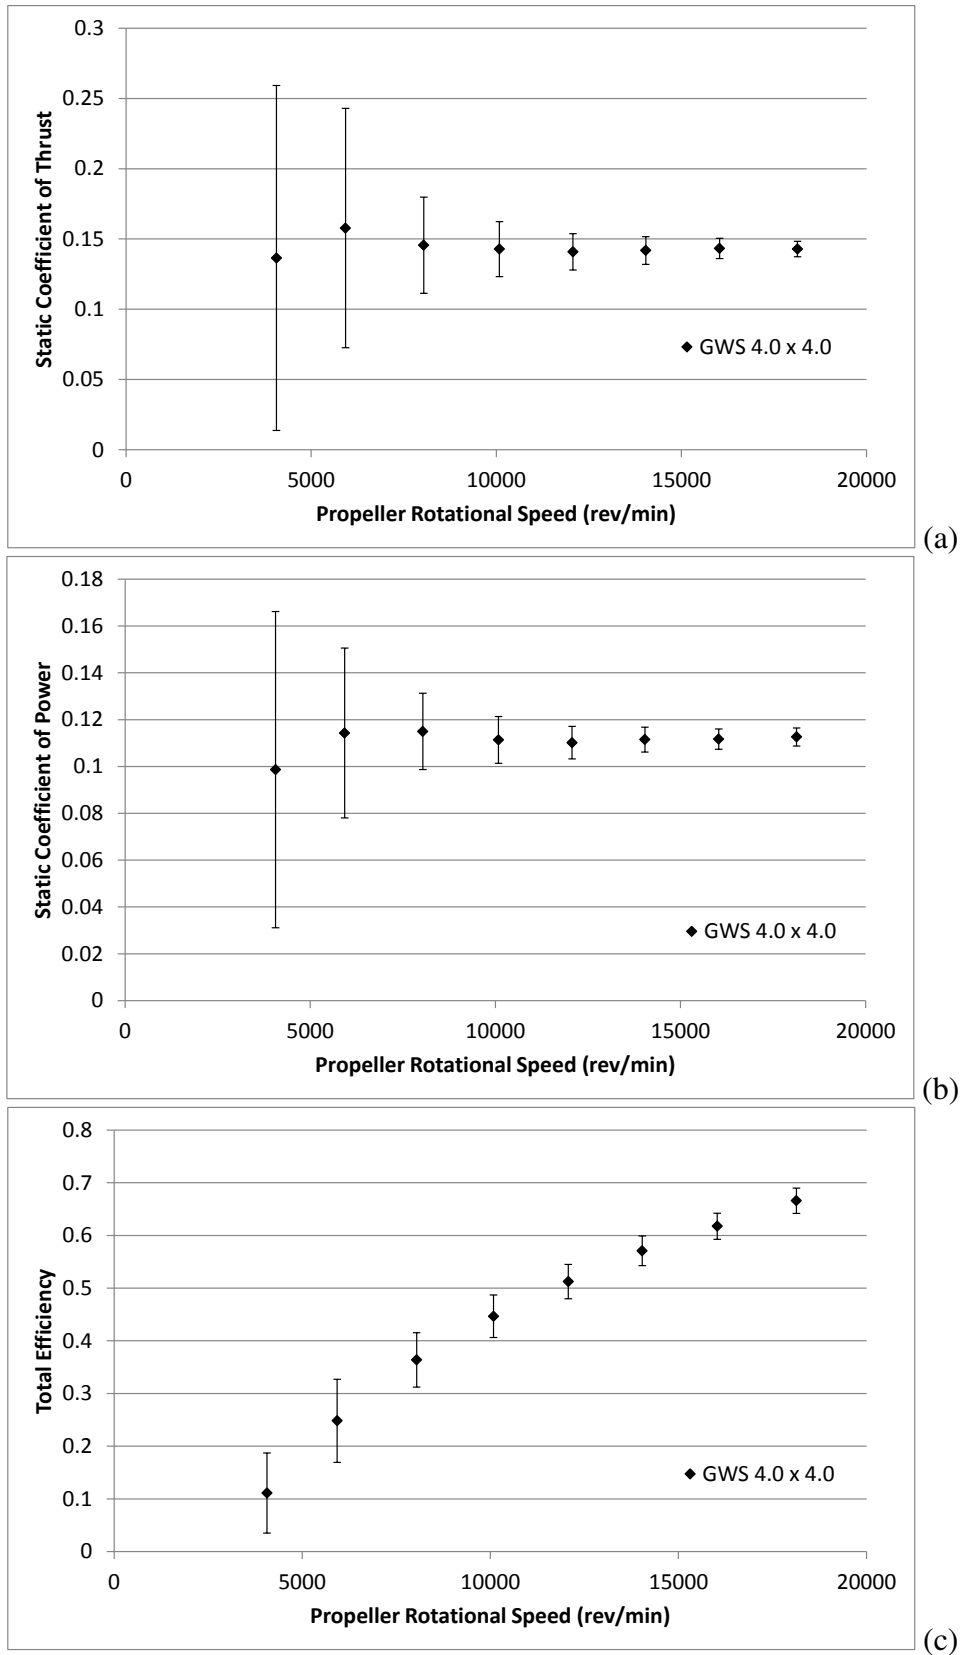 0.3
0.25
0.2
0.15
0.1
0.05
0
Static Coefficient of Thrust
GWS 4.0 x 4.0
0 5000 10000 15000 20000
Propeller Rotational Speed (rev/min)
(a)
0.18
0.16
0.14
0.12
0.1
0.08
0.06
0.04
0.02
0
Static Coefficient of Power
GWS 4.0 x 4.0
0 5000 10000 15000 20000
Propeller Rotational Speed (rev/min)
(b)
0.8
0.7
0.6
0.5
0.4
0.3
0.2
0.1
0
Total Efficiency
GWS 4.0 x 4.0
0 5000 10000 15000 20000
Propeller Rotational Speed (rev/min)
(c)